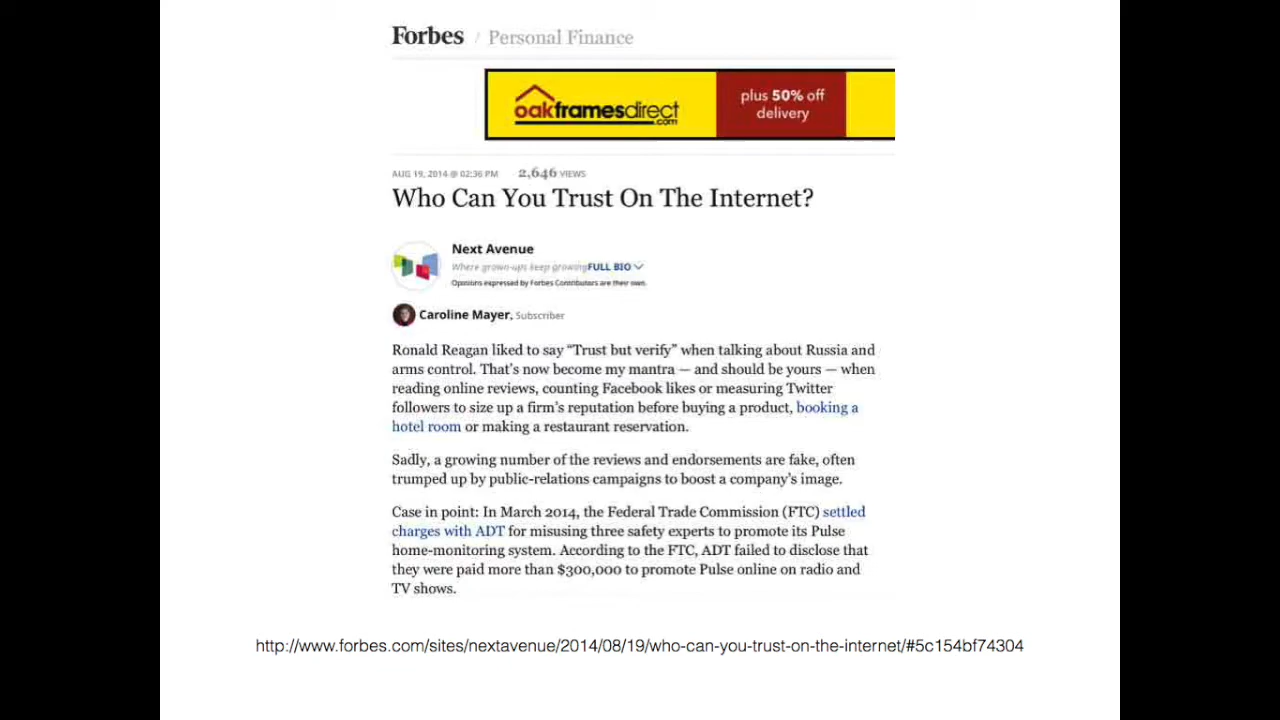 Forbes / Personal Finance
oakframesdirect
.com
plus 50% off
delivery
AUG 19, 2014 @ 02:36 PM 2,646 VIEWS
Who Can You Trust On The Internet?
Next Avenue
Where grown-ups keep growing FULL BIO
Opinions expressed by Forbes Contributors are their own.
Caroline Mayer, Subscriber
Ronald Reagan liked to say “Trust but verify” when talking about Russia and
arms control. That’s now become my mantra — and should be yours — when
reading online reviews, counting Facebook likes or measuring Twitter
followers to size up a firm’s reputation before buying a product, booking a
hotel room or making a restaurant reservation.
Sadly, a growing number of the reviews and endorsements are fake, often
trumped up by public-relations campaigns to boost a company’s image.
Case in point: In March 2014, the Federal Trade Commission (FTC) settled
charges with ADT for misusing three safety experts to promote its Pulse
home-monitoring system. According to the FTC, ADT failed to disclose that
they were paid more than $300,000 to promote Pulse online on radio and
TV shows.
http://www.forbes.com/sites/nextavenue/2014/08/19/who-can-you-trust-on-the-internet/#5c154bf74304